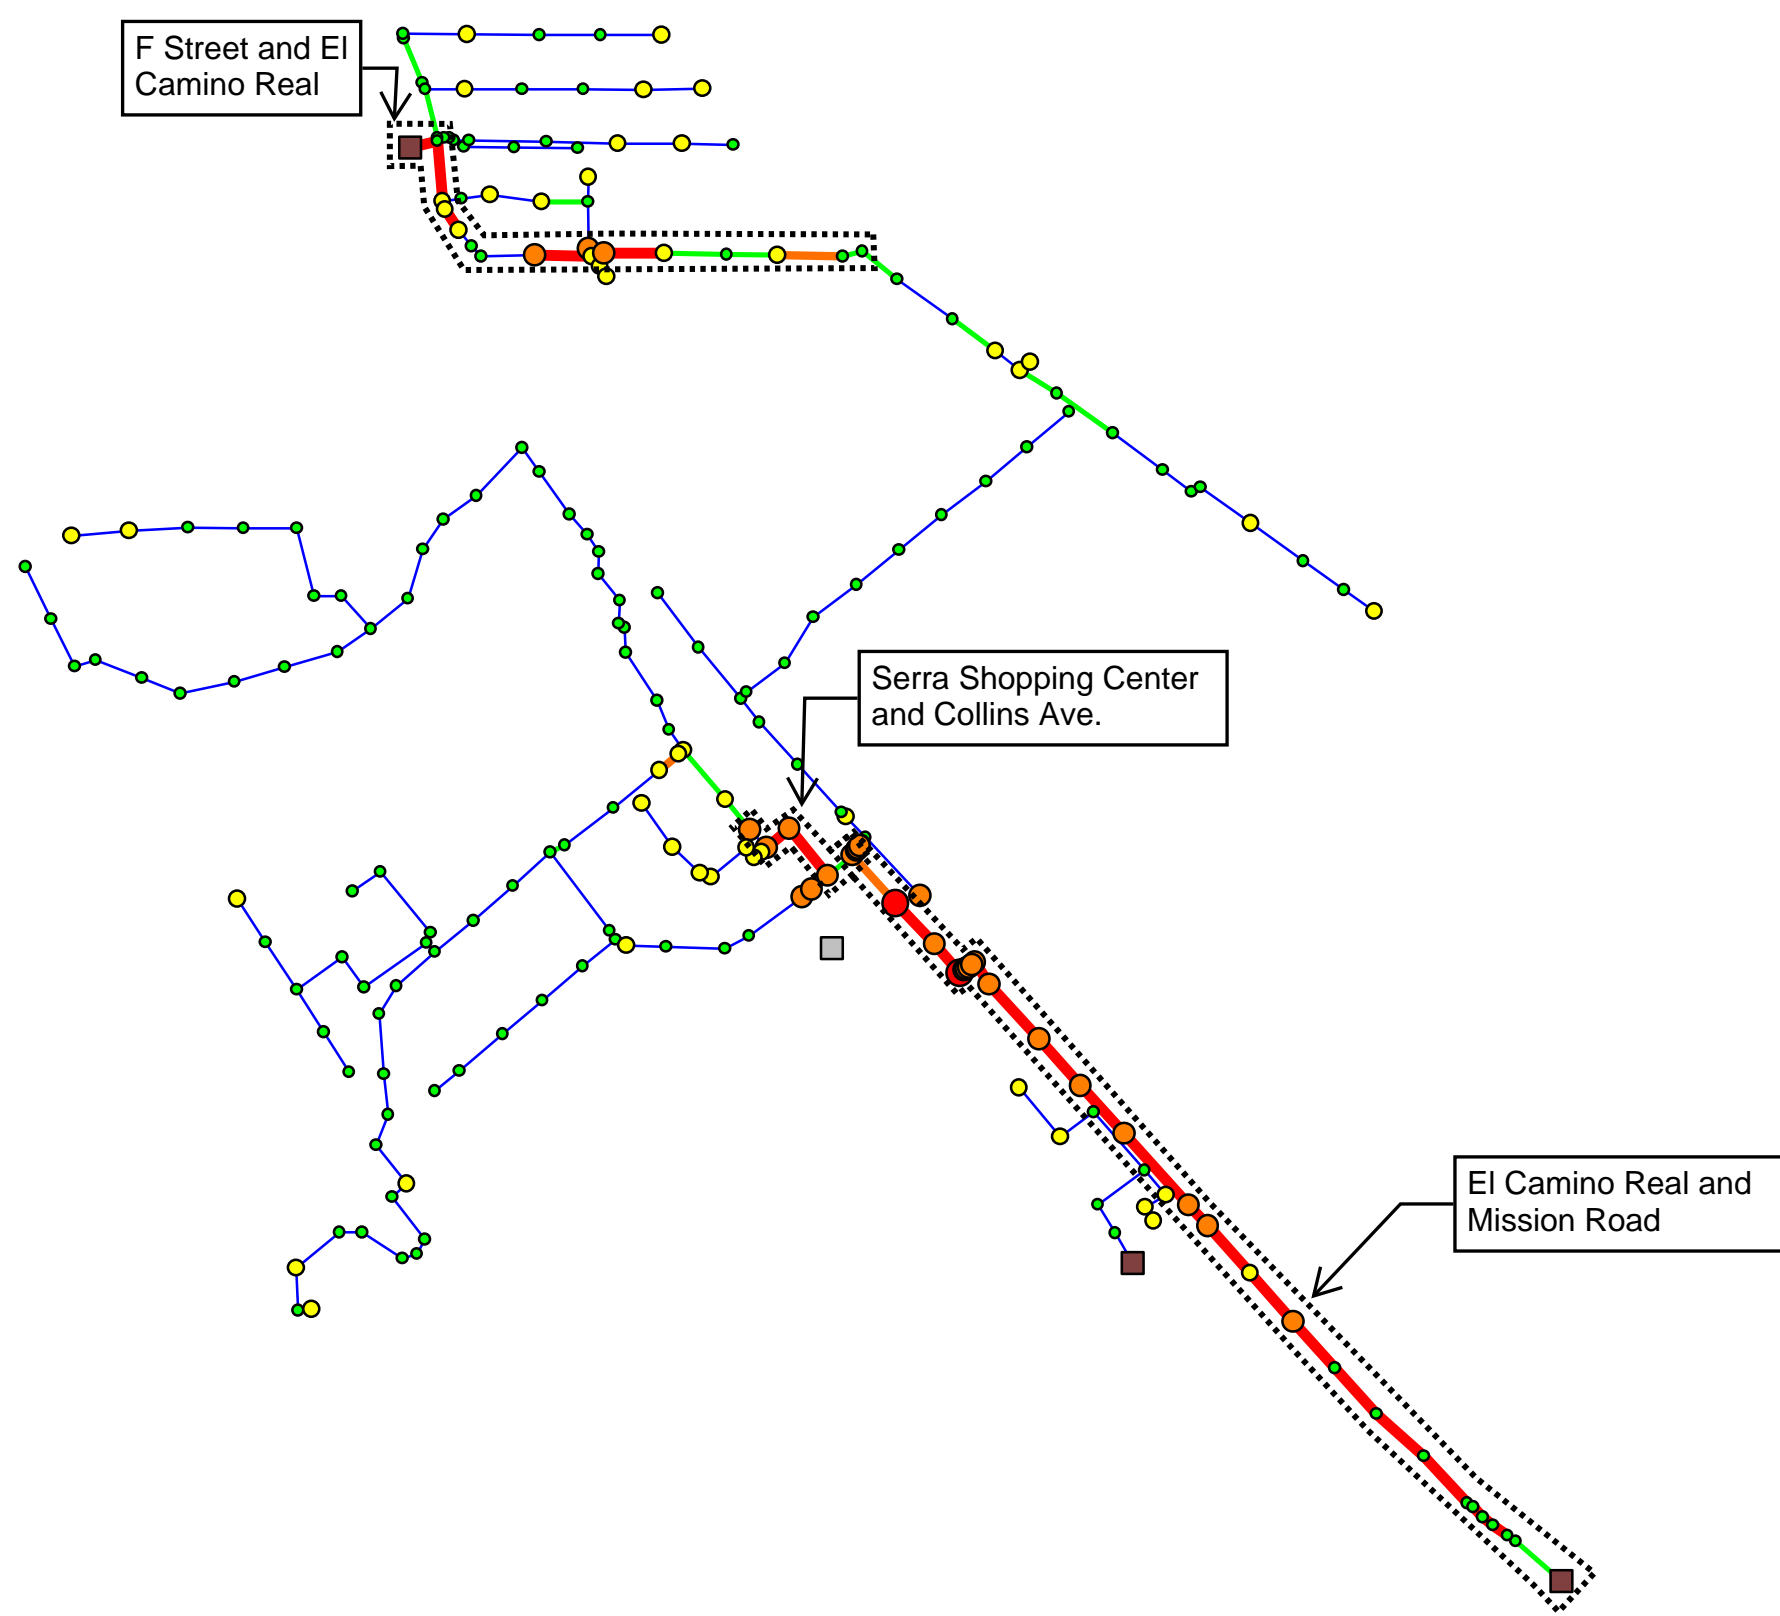 F Street and El
Camino Real
Serra Shopping Center
and Collins Ave.
El Camino Real and
Mission Road